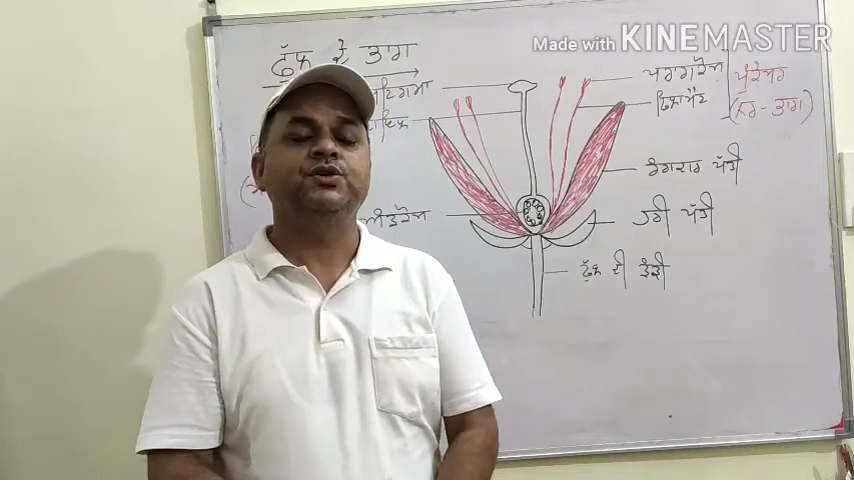 Made with KINEMASTER
ਫੁੱਲ ਦੇ ਭਾਗ
ਪਰਾਗਕੋਸ਼
ਫਿਲਾਮੈਂਟ
ਪੁੰਕੇਸਰ
(ਨਰ-ਭਾਗ)
ਰੰਗਦਾਰ ਪੱਤੀ
ਹਰੀ ਪੱਤੀ
ਫੁੱਲ ਦੀ ਡੰਡੀ